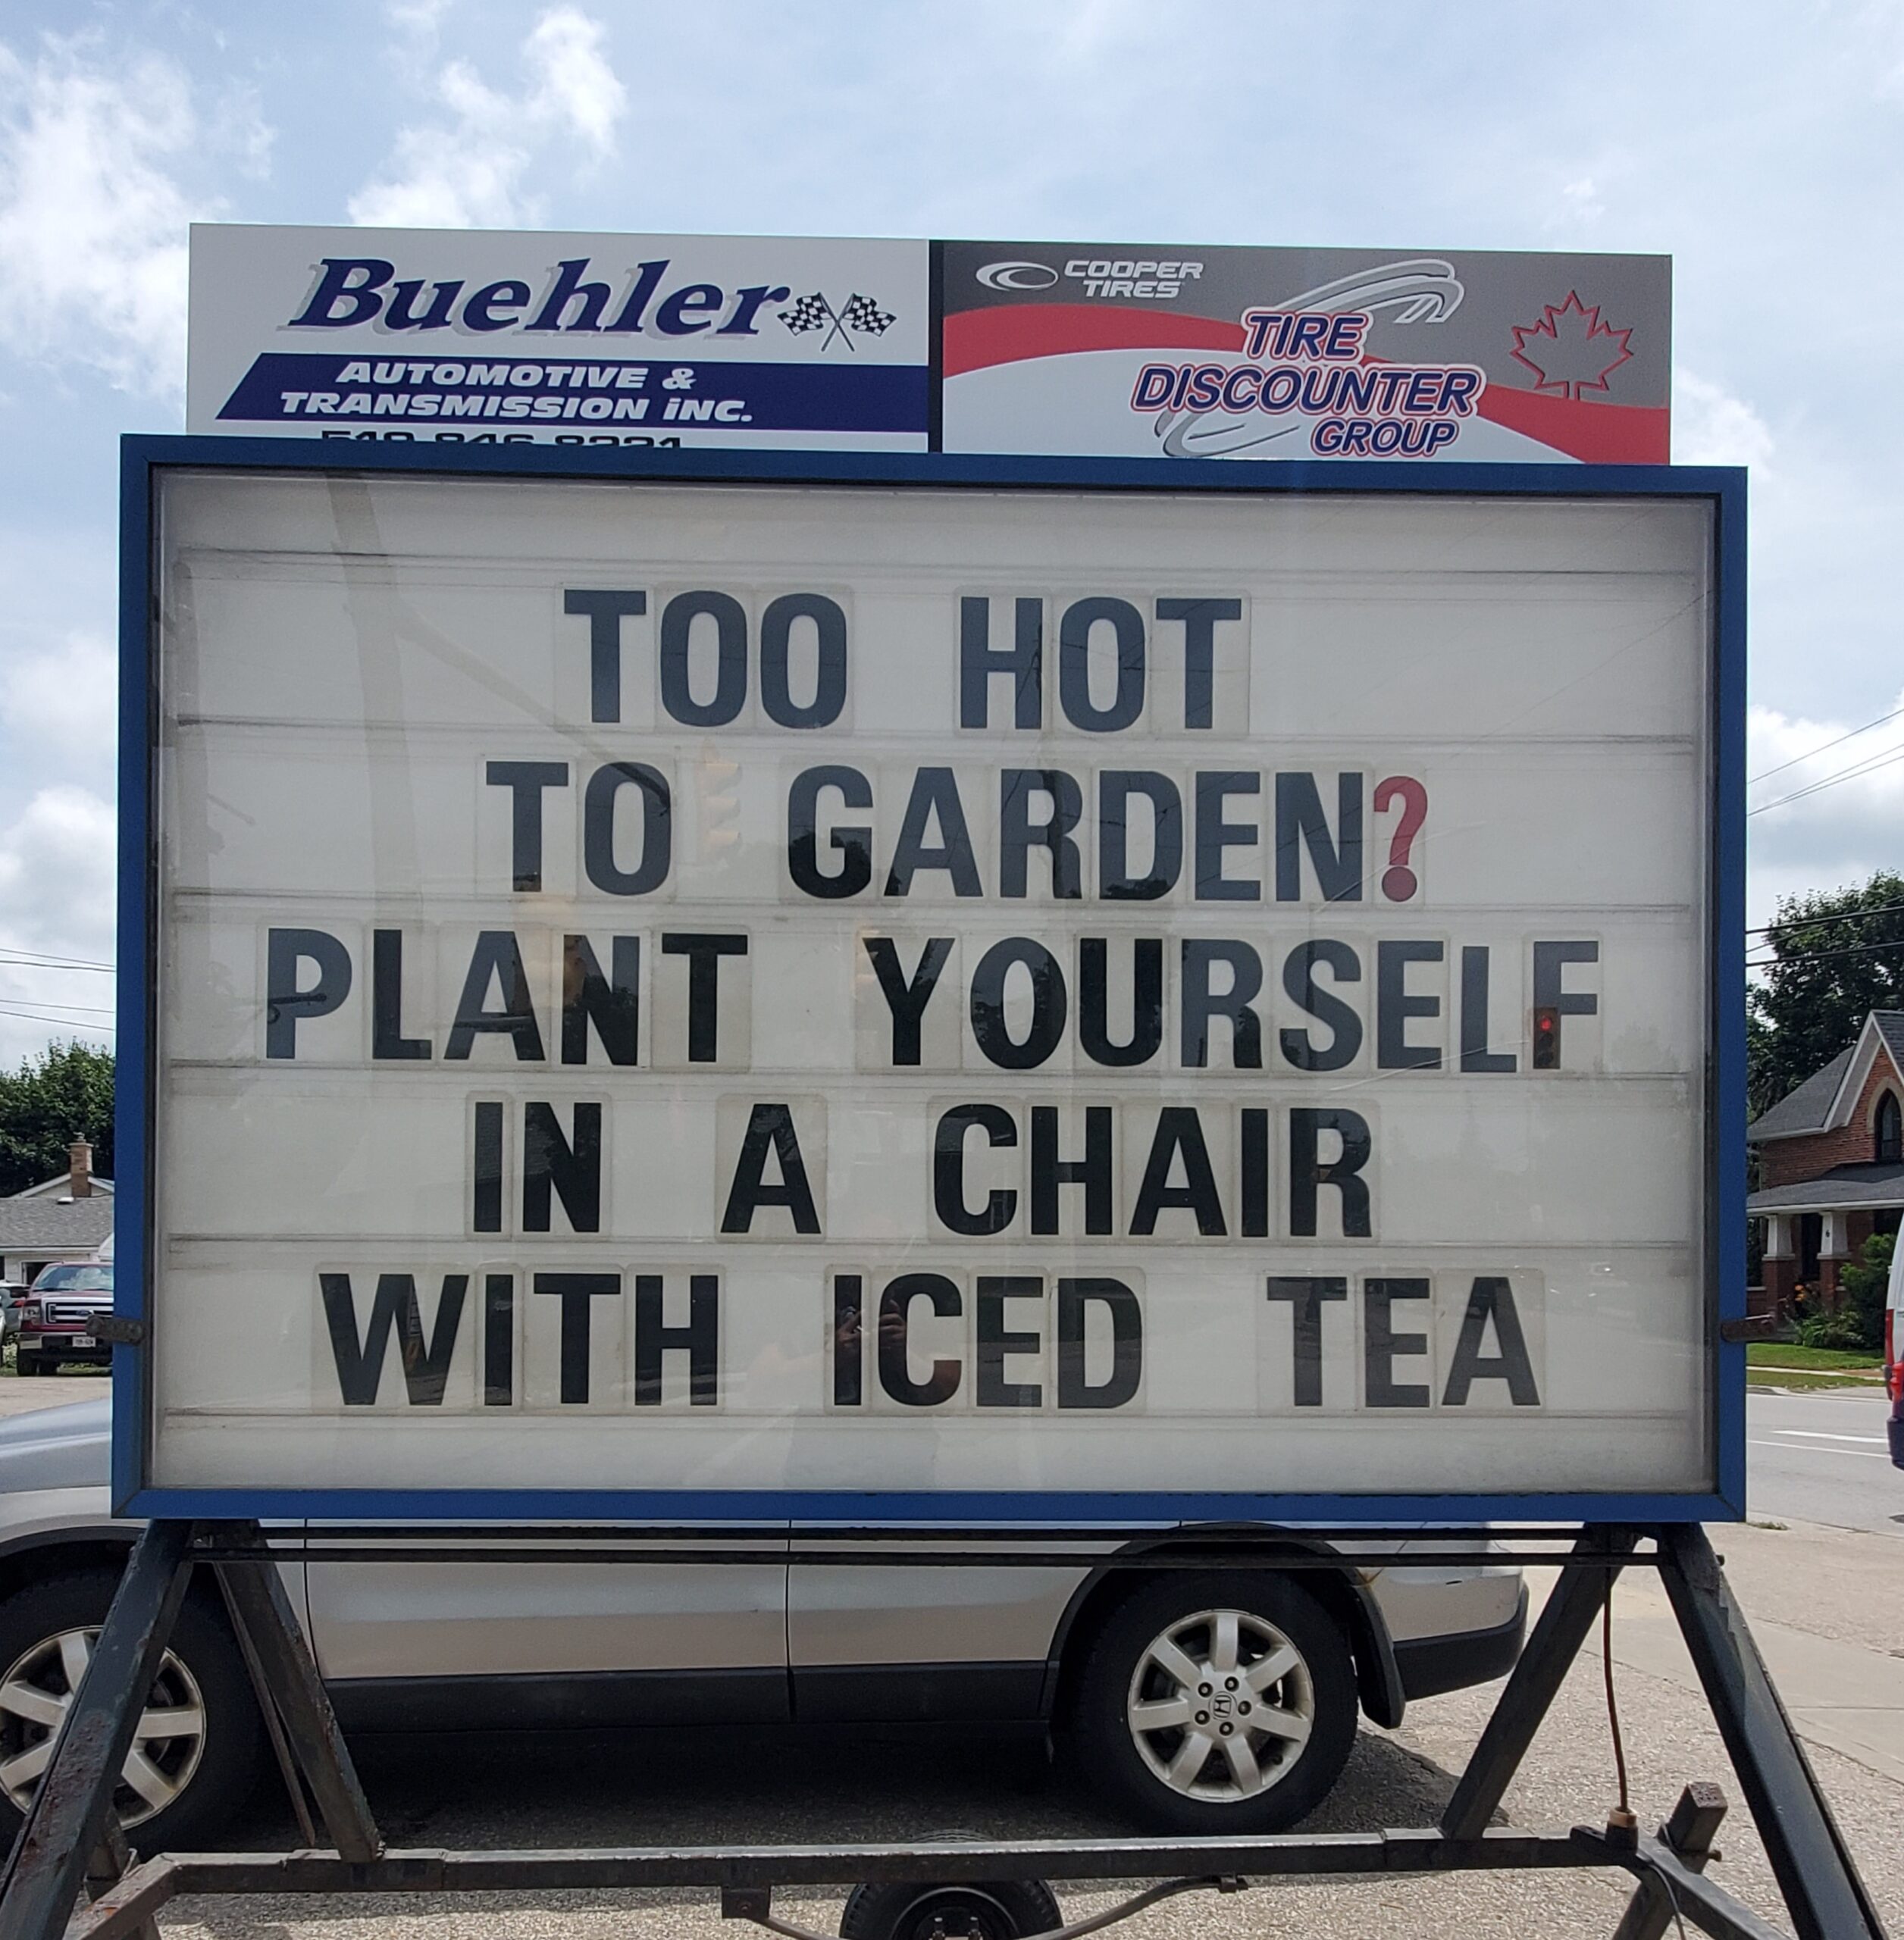 Buehler
AUTOMOTIVE &
TRANSMISSION iNC.
COOPER
TIRES
TIRE
DISCOUNTER
GROUP
TOO HOT
TO GARDEN?
PLANT YOURSELF
IN A CHAIR
WITH ICED TEA